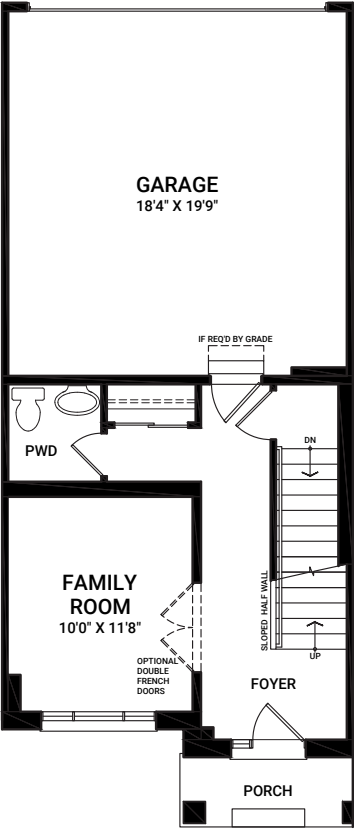 GARAGE
18'4" X 19'9"
IF REQ'D BY GRADE
PWD
DN
FAMILY
ROOM
10'0" X 11'8"
SLOPED HALF WALL
OPTIONAL
DOUBLE
FRENCH
DOORS
UP
FOYER
PORCH